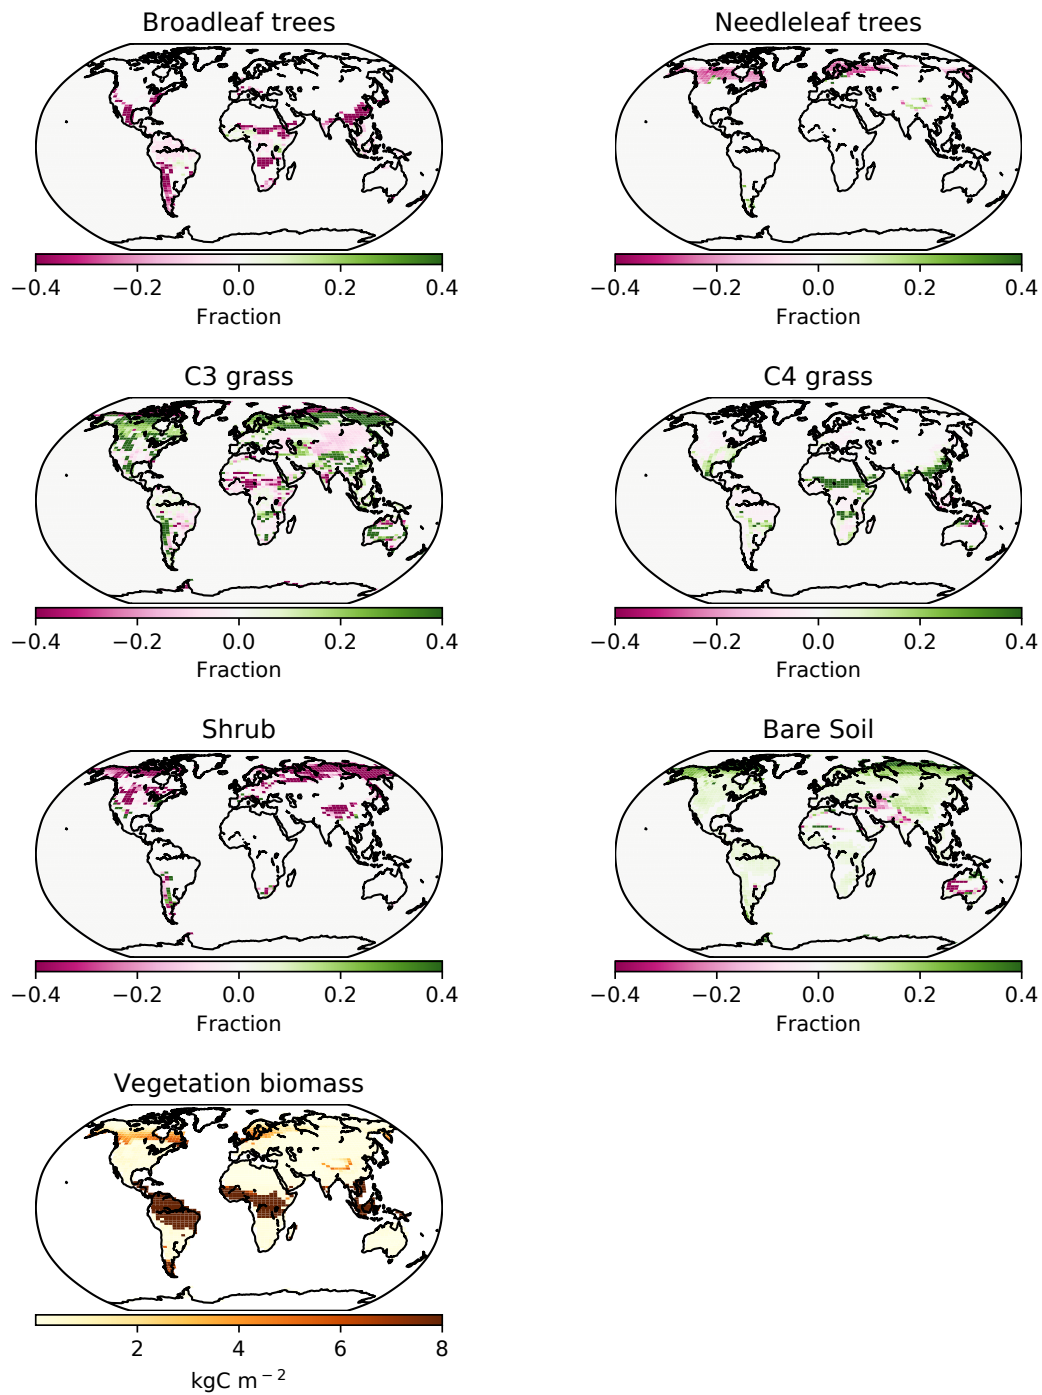 Broadleaf trees
Needleleaf trees
−0.4 −0.2 0.0 0.2 0.4
Fraction
−0.4 −0.2 0.0 0.2 0.4
Fraction
C3 grass
C4 grass
−0.4 −0.2 0.0 0.2 0.4
Fraction
−0.4 −0.2 0.0 0.2 0.4
Fraction
Shrub
Bare Soil
−0.4 −0.2 0.0 0.2 0.4
Fraction
−0.4 −0.2 0.0 0.2 0.4
Fraction
Vegetation biomass
2 4 6 8
kgC m⁻²